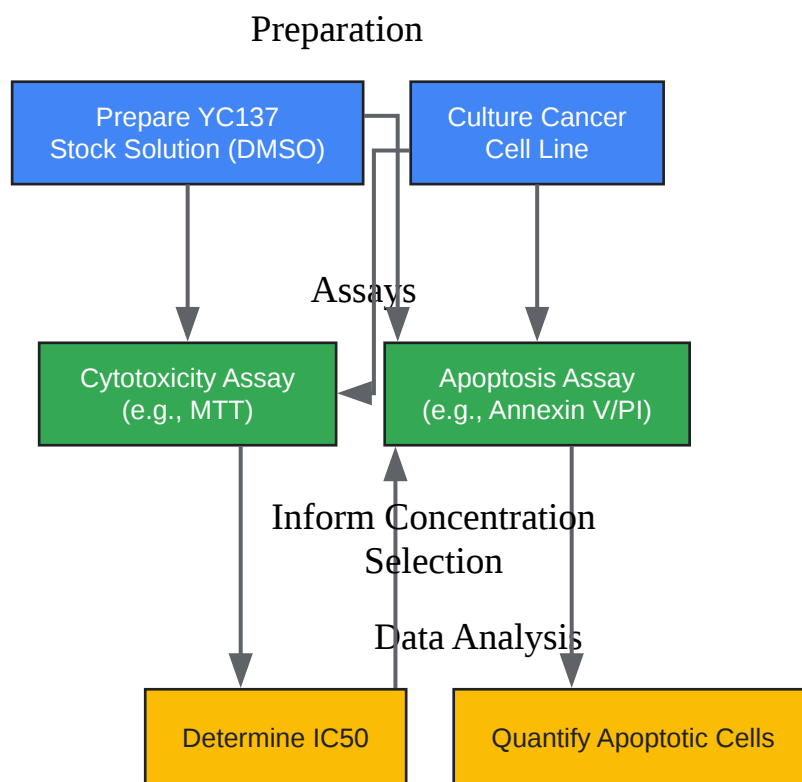 Preparation
Prepare YC137
Stock Solution (DMSO)
Culture Cancer
Cell Line
Assays
Cytotoxicity Assay
(e.g., MTT)
Apoptosis Assay
(e.g., Annexin V/PI)
Inform Concentration
Selection
Data Analysis
Determine IC50
Quantify Apoptotic Cells